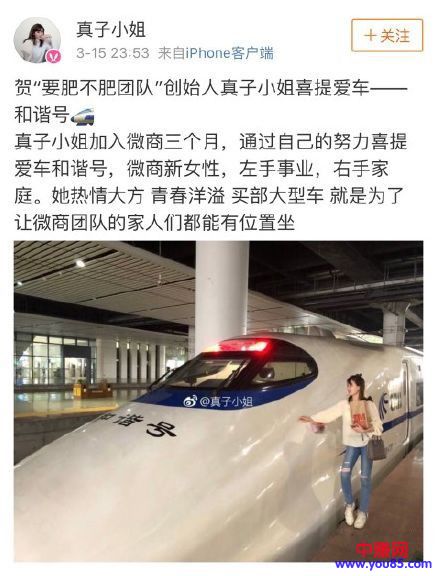 真子小姐
3-15 23:53 来自iPhone客户端
+关注
贺“要肥不肥团队”创始人真子小姐喜提爱车——
和谐号
真子小姐加入微商三个月，通过自己的努力喜提
爱车和谐号，微商新女性，左手事业，右手家
庭。她热情大方 青春洋溢 买部大型车 就是为了
让微商团队的家人们都能有位置坐
@真子小姐
和谐号
www.you85.com